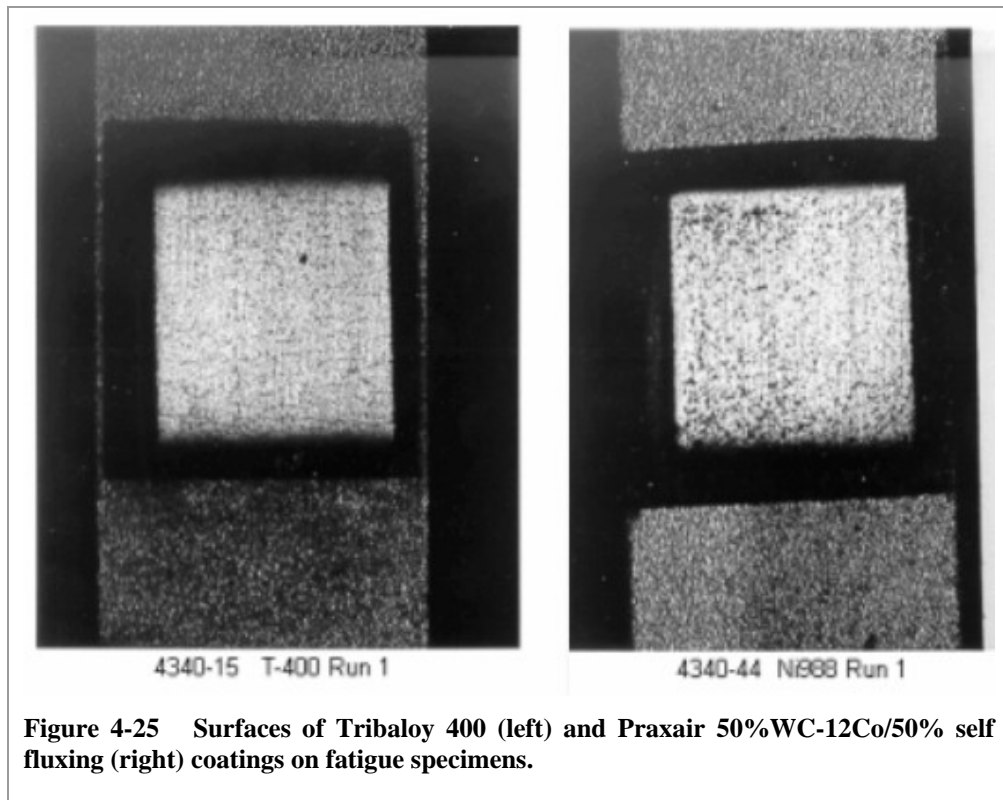 4340-15 T-400 Run 1
4340-44 Ni988 Run 1
Figure 4-25 Surfaces of Tribaloy 400 (left) and Praxair 50%WC-12Co/50% self
fluxing (right) coatings on fatigue specimens.